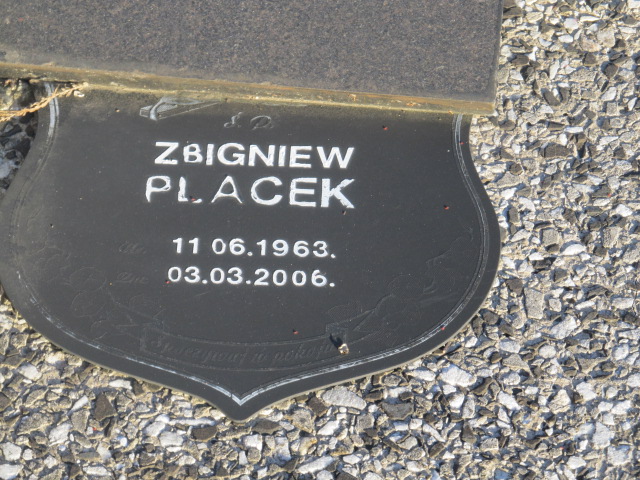 Ś. P.
ZBIGNIEW
PLACEK
11 06.1963.
03.03.2006.